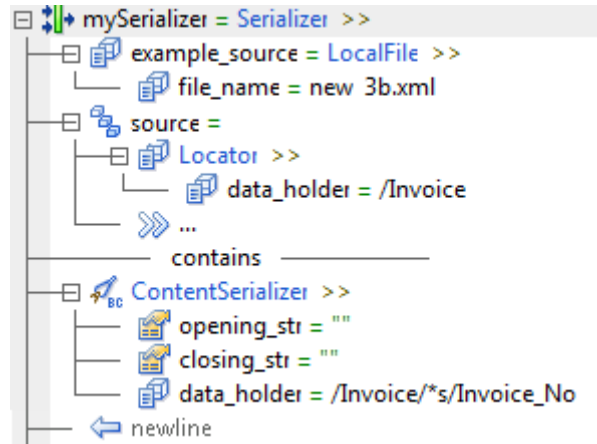 mySerializer = Serializer >>
example_source = LocalFile >>
file_name = new 3b.xml
source =
Locator >>
data_holder = /Invoice
...
contains
BC ContentSerializer >>
opening_str = ""
closing_str = ""
data_holder = /Invoice/*s/Invoice_No
newline